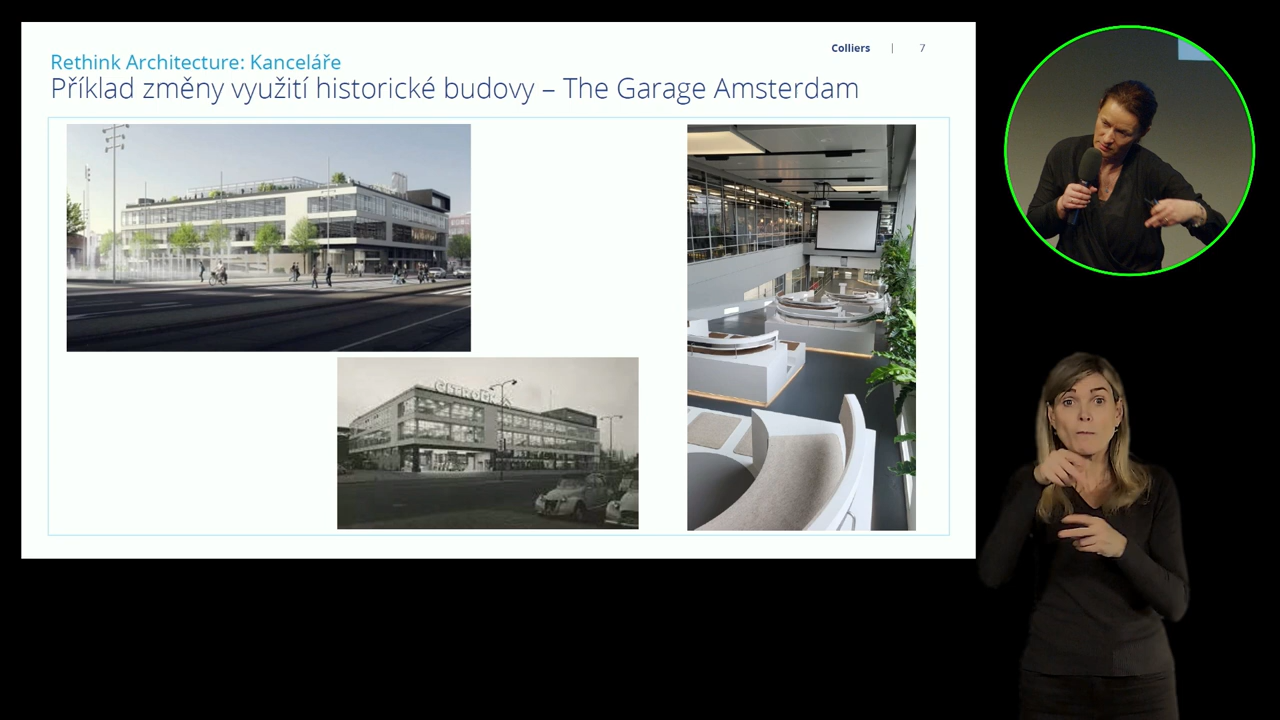 Colliers | 7
Rethink Architecture: Kanceláře
Příklad změny využití historické budovy – The Garage Amsterdam
CITROËN